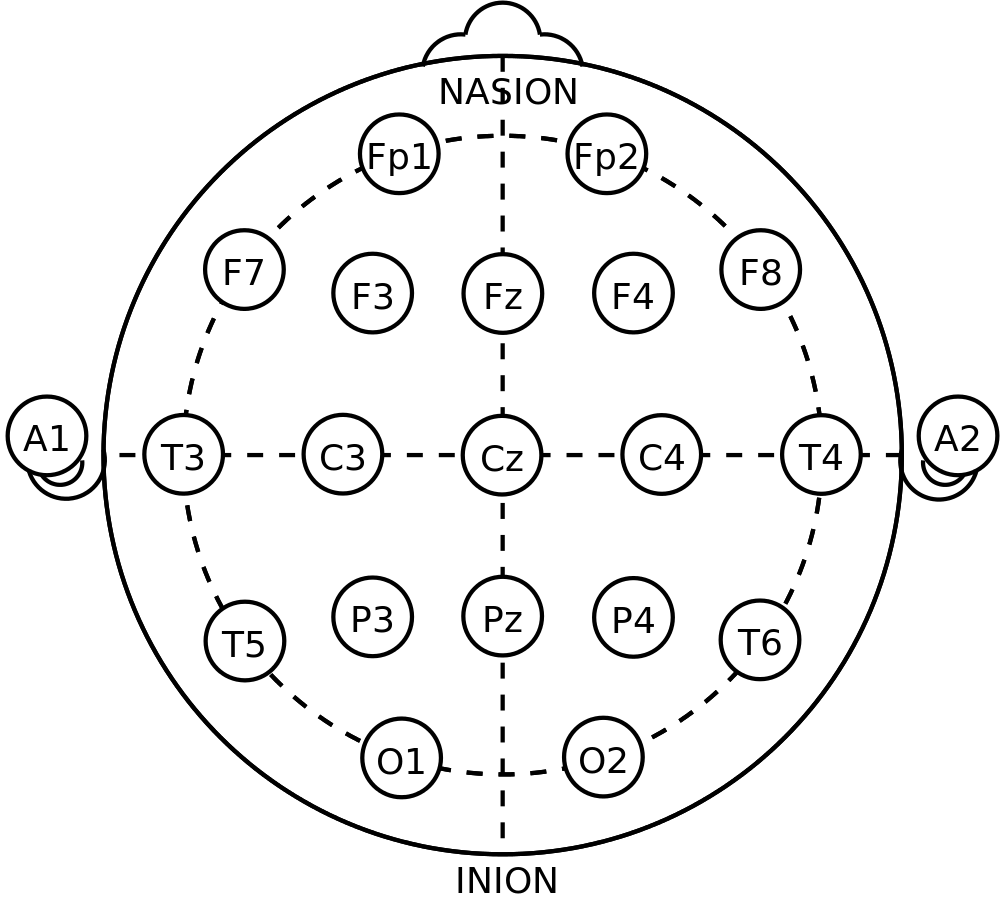 NASION
Fp1 Fp2
F7 F3 Fz F4 F8
A1 T3 C3 Cz C4 T4 A2
T5 P3 Pz P4 T6
O1 O2
INION